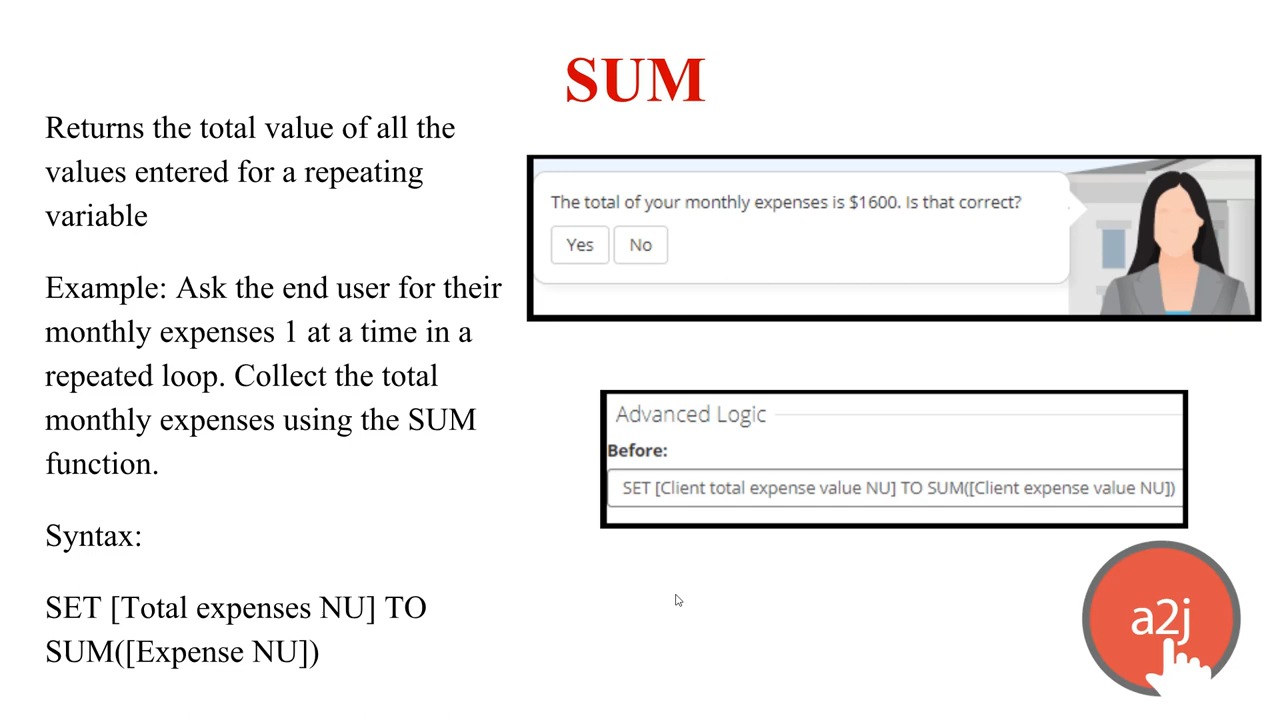 SUM
Returns the total value of all the
values entered for a repeating
variable
Example: Ask the end user for their
monthly expenses 1 at a time in a
repeated loop. Collect the total
monthly expenses using the SUM
function.
Syntax:
SET [Total expenses NU] TO
SUM([Expense NU])
The total of your monthly expenses is $1600. Is that correct?
Yes No
Advanced Logic
Before:
SET [Client total expense value NU] TO SUM([Client expense value NU])
a2j